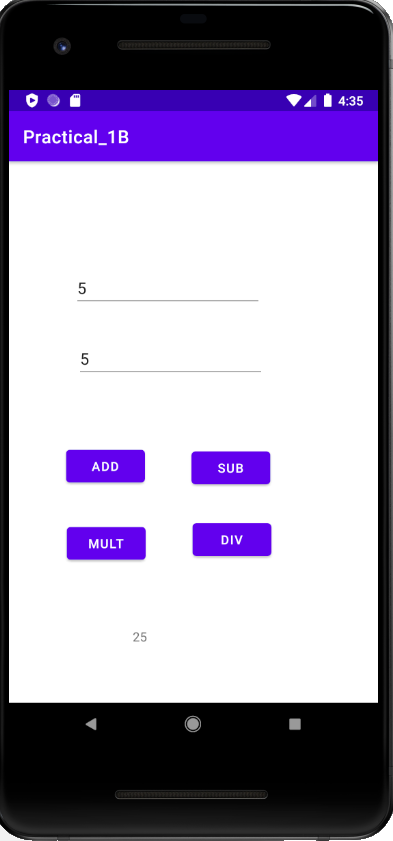 4:35
Practical_1B
5
5
ADD SUB
MULT DIV
25